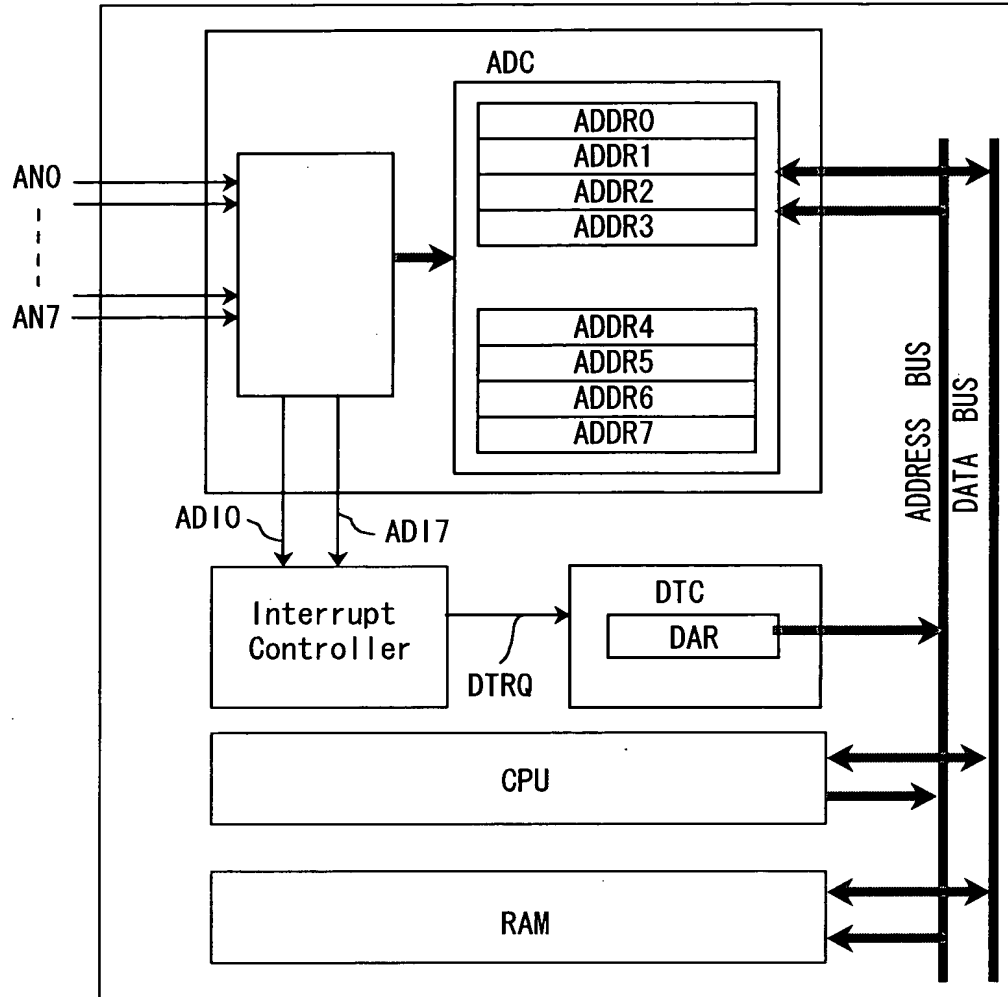 ADC
ADDR0
ADDR1
ADDR2
ADDR3
AN0
AN7
ADDR4
ADDR5
ADDR6
ADDR7
ADDRESS BUS
DATA BUS
ADI0
ADI7
Interrupt
Controller
DTRQ
DTC
DAR
CPU
RAM